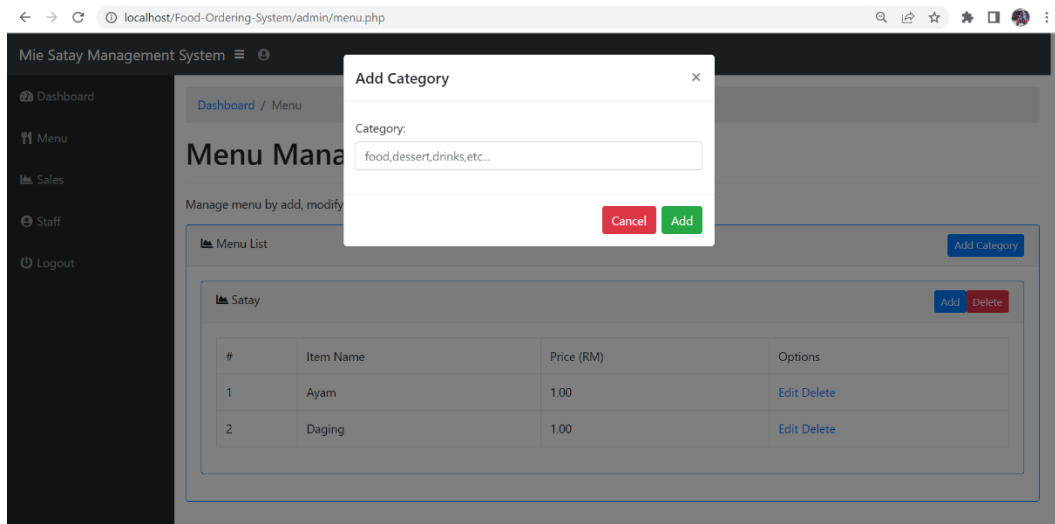 localhost/Food-Ordering-System/admin/menu.php
Mie Satay Management System
Dashboard
Menu
Sales
Staff
Logout
Dashboard / Menu
Menu Mana
Manage menu by add, modify
Add Category
×
Category:
food,dessert,drinks,etc...
Cancel Add
Menu List Add Category
Satay Add Delete
# Item Name Price (RM) Options
1 Ayam 1.00 Edit Delete
2 Daging 1.00 Edit Delete